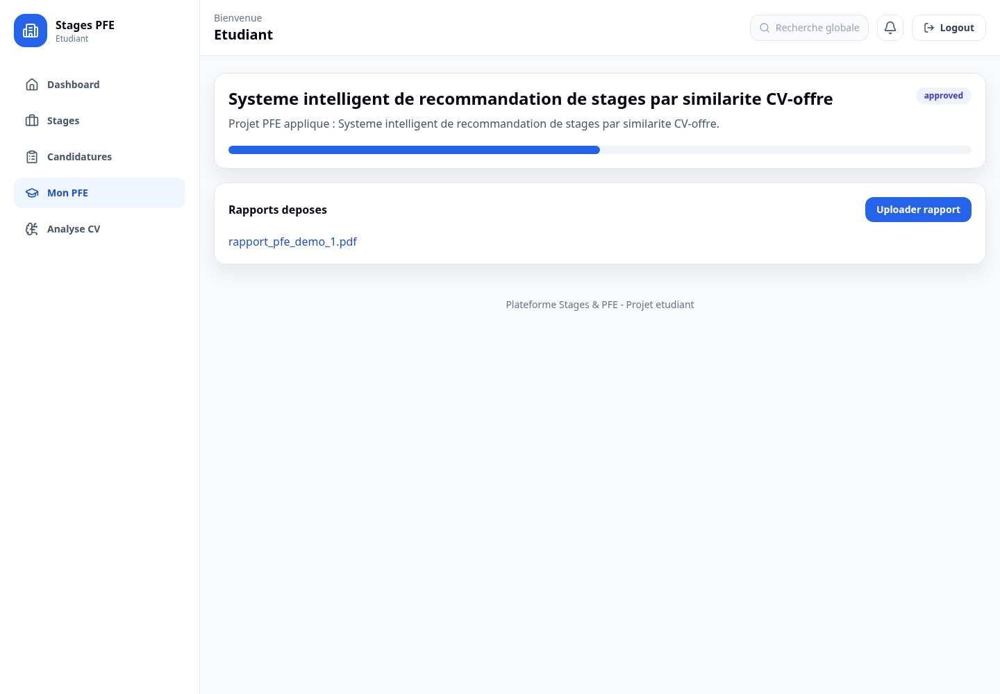 Stages PFE
Etudiant
Dashboard
Stages
Candidatures
Mon PFE
Analyse CV
Bienvenue
Etudiant
Recherche globale
Logout
Systeme intelligent de recommandation de stages par similarite CV-offre
approved
Projet PFE applique : Systeme intelligent de recommandation de stages par similarite CV-offre.
Rapports deposes
Uploader rapport
rapport_pfe_demo_1.pdf
Plateforme Stages & PFE - Projet etudiant